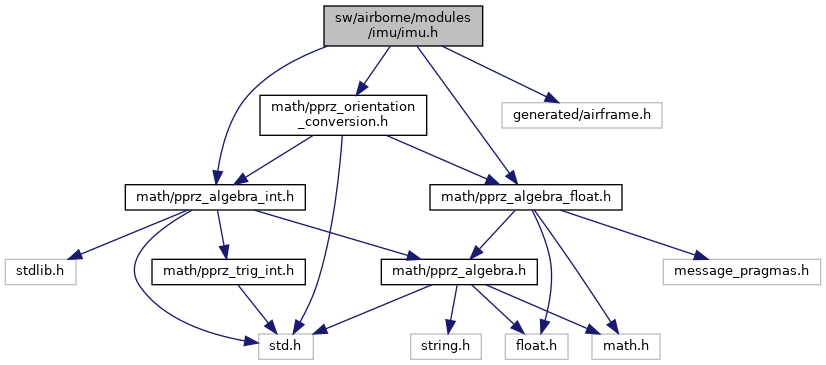 sw/airborne/modules
/imu/imu.h
math/pprz_orientation
_conversion.h
generated/airframe.h
math/pprz_algebra_int.h
math/pprz_algebra_float.h
stdlib.h
math/pprz_trig_int.h
math/pprz_algebra.h
message_pragmas.h
std.h
string.h
float.h
math.h